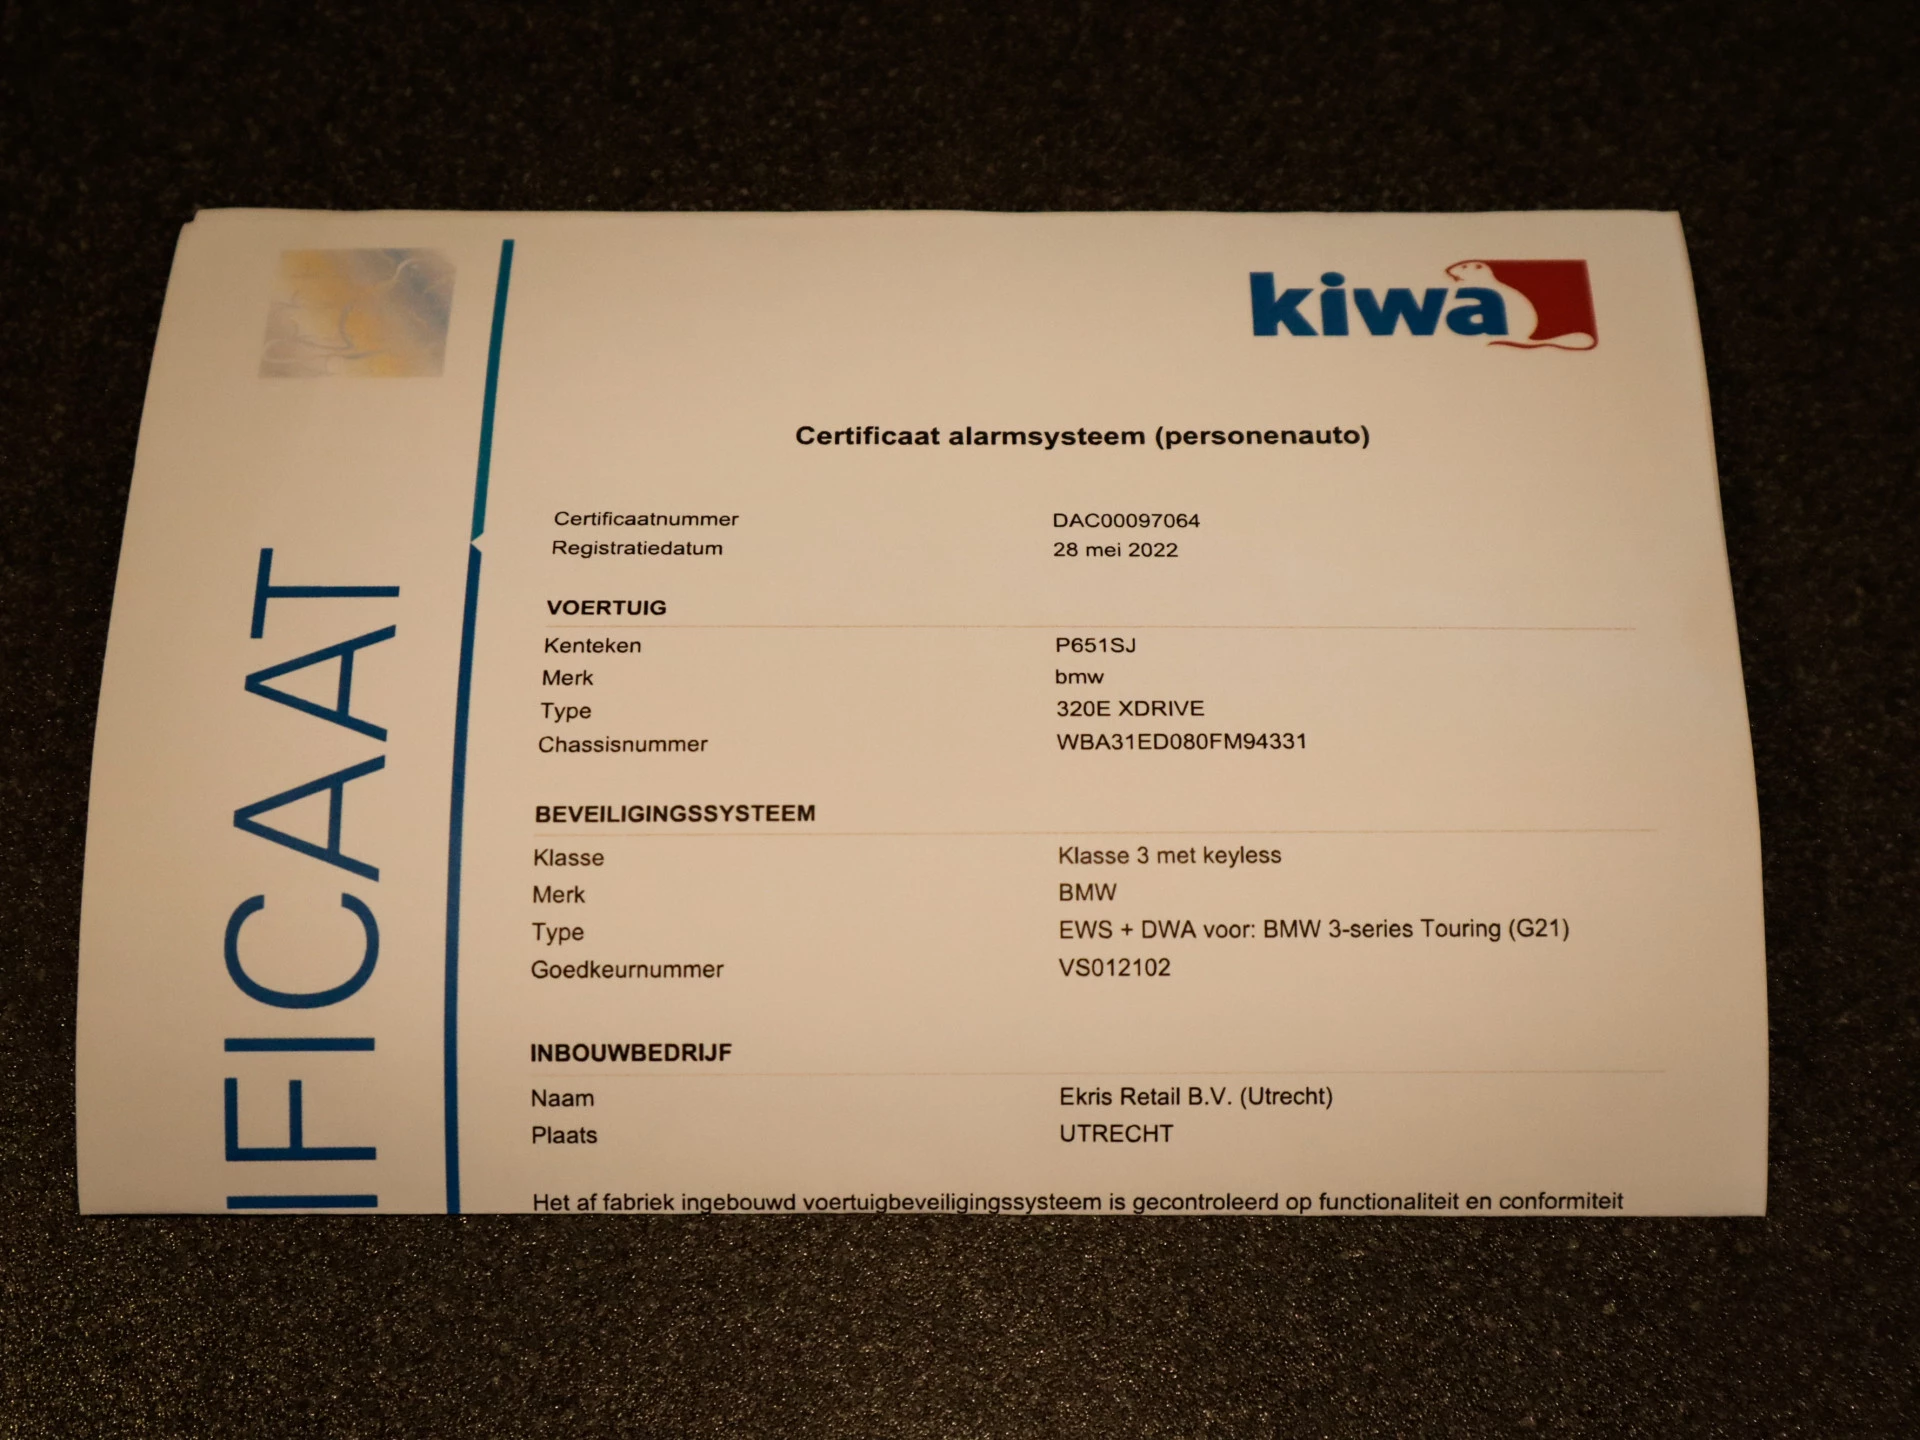 kiwa
Certificaat alarmsysteem (personenauto)
Certificaatnummer DAC00097064
Registratiedatum 28 mei 2022
VOERTUIG
Kenteken P651SJ
Merk bmw
Type 320E XDRIVE
Chassisnummer WBA31ED080FM94331
BEVEILIGINGSSYSTEEM
Klasse Klasse 3 met keyless
Merk BMW
Type EWS + DWA voor: BMW 3-series Touring (G21)
Goedkeurnummer VS012102
INBOUWBEDRIJF
Naam Ekris Retail B.V. (Utrecht)
Plaats UTRECHT
Het af fabriek ingebouwd voertuigbeveiligingssysteem is gecontroleerd op functionaliteit en conformiteit
IFICAAT